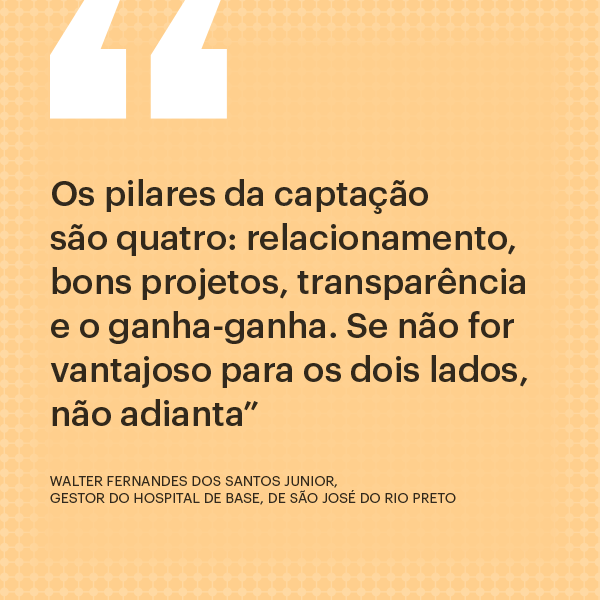 “
Os pilares da captação
são quatro: relacionamento,
bons projetos, transparência
e o ganha-ganha. Se não for
vantajoso para os dois lados,
não adianta”
WALTER FERNANDES DOS SANTOS JUNIOR,
GESTOR DO HOSPITAL DE BASE, DE SÃO JOSÉ DO RIO PRETO